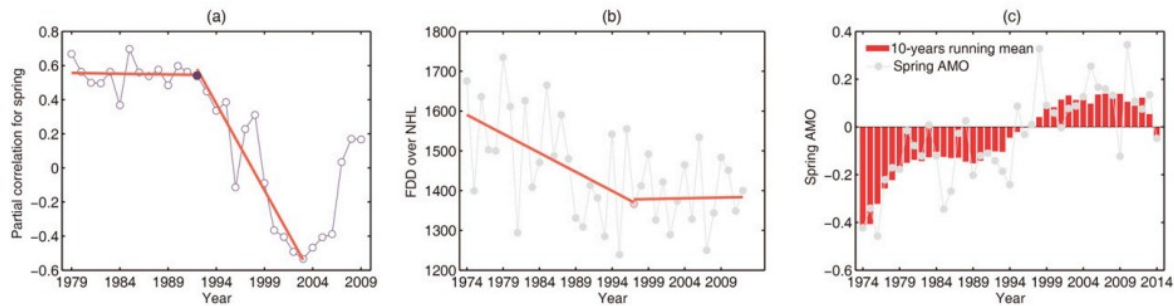 (a)
Partial correlation for spring
0.8
0.6
0.4
0.2
0
−0.2
−0.4
−0.6
1979 1984 1989 1994 1999 2004 2009
Year
(b)
FDD over NHL
1800
1700
1600
1500
1400
1300
1200
1974 1979 1984 1989 1994 1999 2004 2009
Year
(c)
Spring AMO
0.4
0.2
0
−0.2
−0.4
−0.6
10-years running mean
Spring AMO
1974 1979 1984 1989 1994 1999 2004 2009 2014
Year